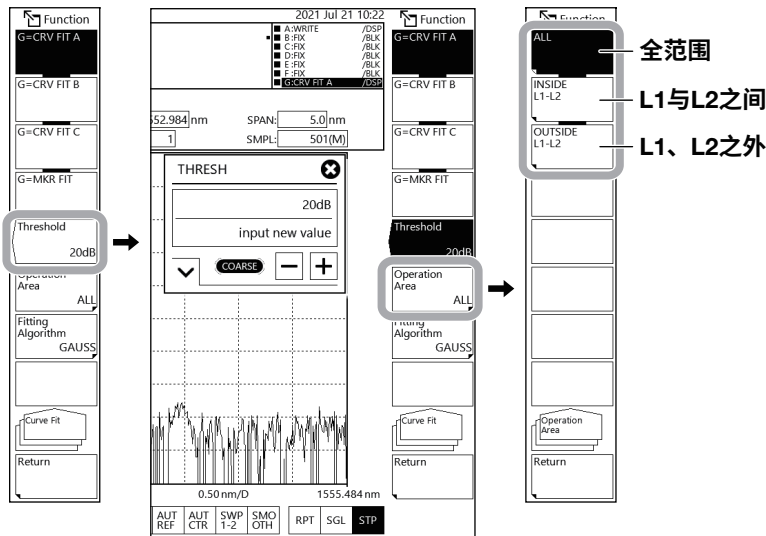 Function
G=CRV FIT A
G=CRV FIT B
G=CRV FIT C
G=MKR FIT
Threshold
20dB
Operation
Area
ALL
Fitting
Algorithm
GAUSS
Curve Fit
Return
2021 Jul 21 10:22
A:WRITE /DSP
B:FIX /BLK
C:FIX /BLK
D:FIX /BLK
E:FIX /BLK
F:FIX /BLK
G:CRV FIT A /DSP
552.984 nm SPAN: 5.0 nm
1 SMPL: 501(M)
THRESH
20dB
input new value
COARSE
0.50 nm/D 1555.484 nm
AUT REF
AUT CTR
SWP 1-2
SMO OTH
RPT
SGL
STP
Function
G=CRV FIT A
G=CRV FIT B
G=CRV FIT C
G=MKR FIT
Threshold
20dB
Operation
Area
ALL
Fitting
Algorithm
GAUSS
Curve Fit
Return
Function
ALL
INSIDE
L1-L2
OUTSIDE
L1-L2
Operation
Area
Return
全范围
L1与L2之间
L1、L2之外